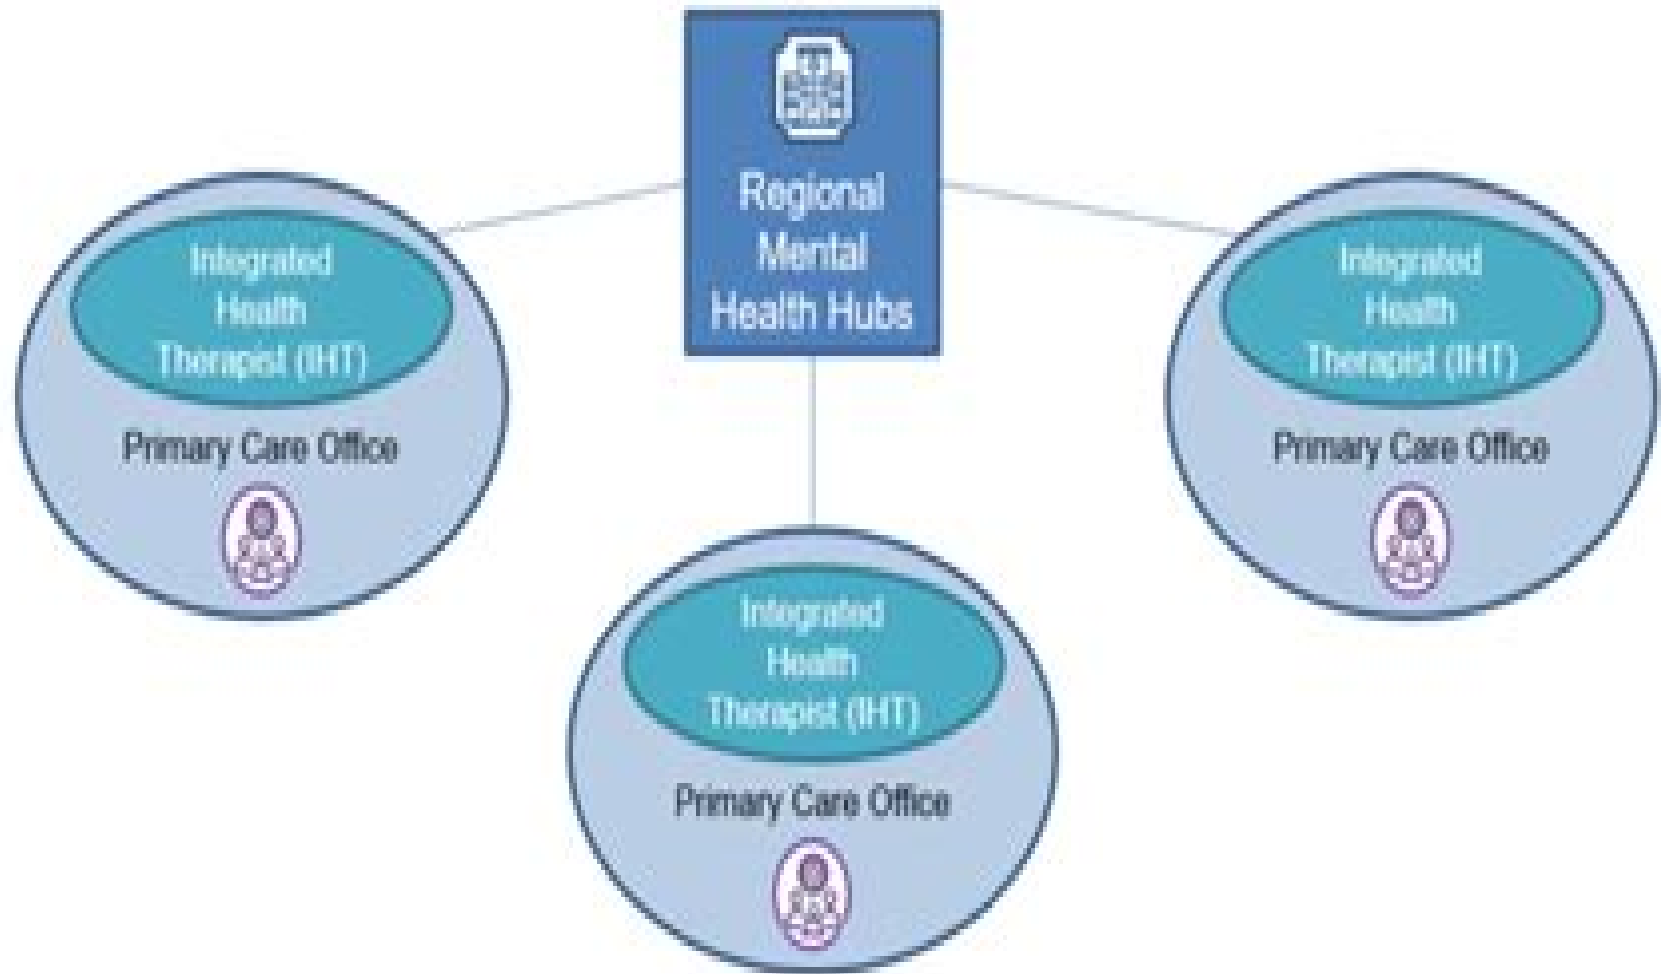 Regional
Mental
Health Hubs
Integrated
Health
Therapist (IHT)
Primary Care Office
Integrated
Health
Therapist (IHT)
Primary Care Office
Integrated
Health
Therapist (IHT)
Primary Care Office